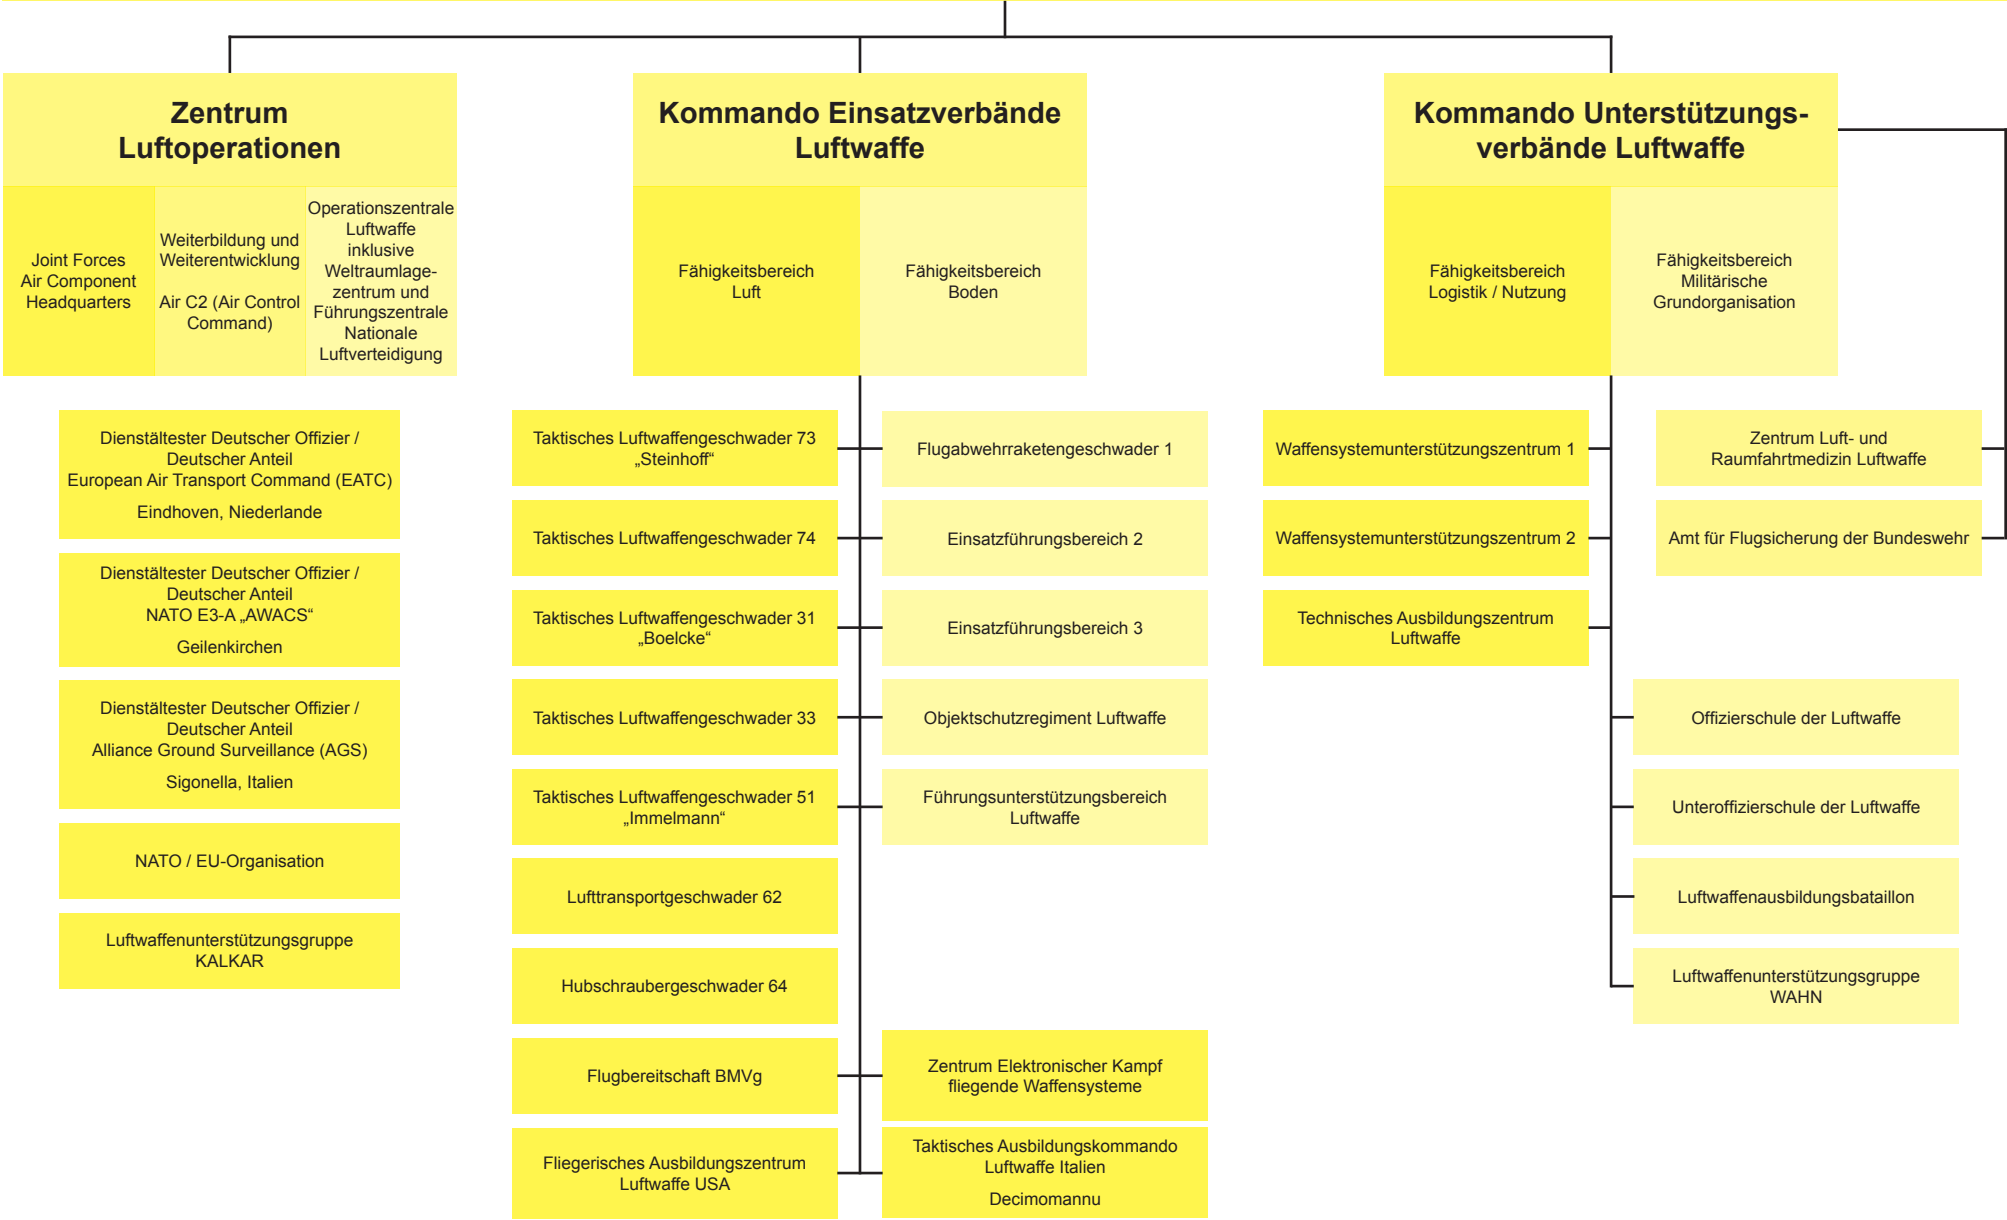 Zentrum
Luftoperationen
Joint Forces
Air Component
Headquarters
Weiterbildung und
Weiterentwicklung
Air C2 (Air Control
Command)
Operationszentrale
Luftwaffe
inklusive
Weltraumlage-
zentrum und
Führungszentrale
Nationale
Luftverteidigung
Dienstältester Deutscher Offizier /
Deutscher Anteil
European Air Transport Command (EATC)
Eindhoven, Niederlande
Dienstältester Deutscher Offizier /
Deutscher Anteil
NATO E3-A „AWACS“
Geilenkirchen
Dienstältester Deutscher Offizier /
Deutscher Anteil
Alliance Ground Surveillance (AGS)
Sigonella, Italien
NATO / EU-Organisation
Luftwaffenunterstützungsgruppe
KALKAR
Kommando Einsatzverbände
Luftwaffe
Fähigkeitsbereich
Luft
Fähigkeitsbereich
Boden
Taktisches Luftwaffengeschwader 73
„Steinhoff“
Taktisches Luftwaffengeschwader 74
Taktisches Luftwaffengeschwader 31
„Boelcke“
Taktisches Luftwaffengeschwader 33
Taktisches Luftwaffengeschwader 51
„Immelmann“
Lufttransportgeschwader 62
Hubschraubergeschwader 64
Flugbereitschaft BMVg
Fliegerisches Ausbildungszentrum
Luftwaffe USA
Flugabwehrraketengeschwader 1
Einsatzführungsbereich 2
Einsatzführungsbereich 3
Objektschutzregiment Luftwaffe
Führungsunterstützungsbereich
Luftwaffe
Zentrum Elektronischer Kampf
fliegende Waffensysteme
Taktisches Ausbildungskommando
Luftwaffe Italien
Decimomannu
Kommando Unterstützungs-
verbände Luftwaffe
Fähigkeitsbereich
Logistik / Nutzung
Fähigkeitsbereich
Militärische
Grundorganisation
Waffensystemunterstützungszentrum 1
Waffensystemunterstützungszentrum 2
Technisches Ausbildungszentrum
Luftwaffe
Zentrum Luft- und
Raumfahrtmedizin Luftwaffe
Amt für Flugsicherung der Bundeswehr
Offizierschule der Luftwaffe
Unteroffizierschule der Luftwaffe
Luftwaffenausbildungsbataillon
Luftwaffenunterstützungsgruppe
WAHN